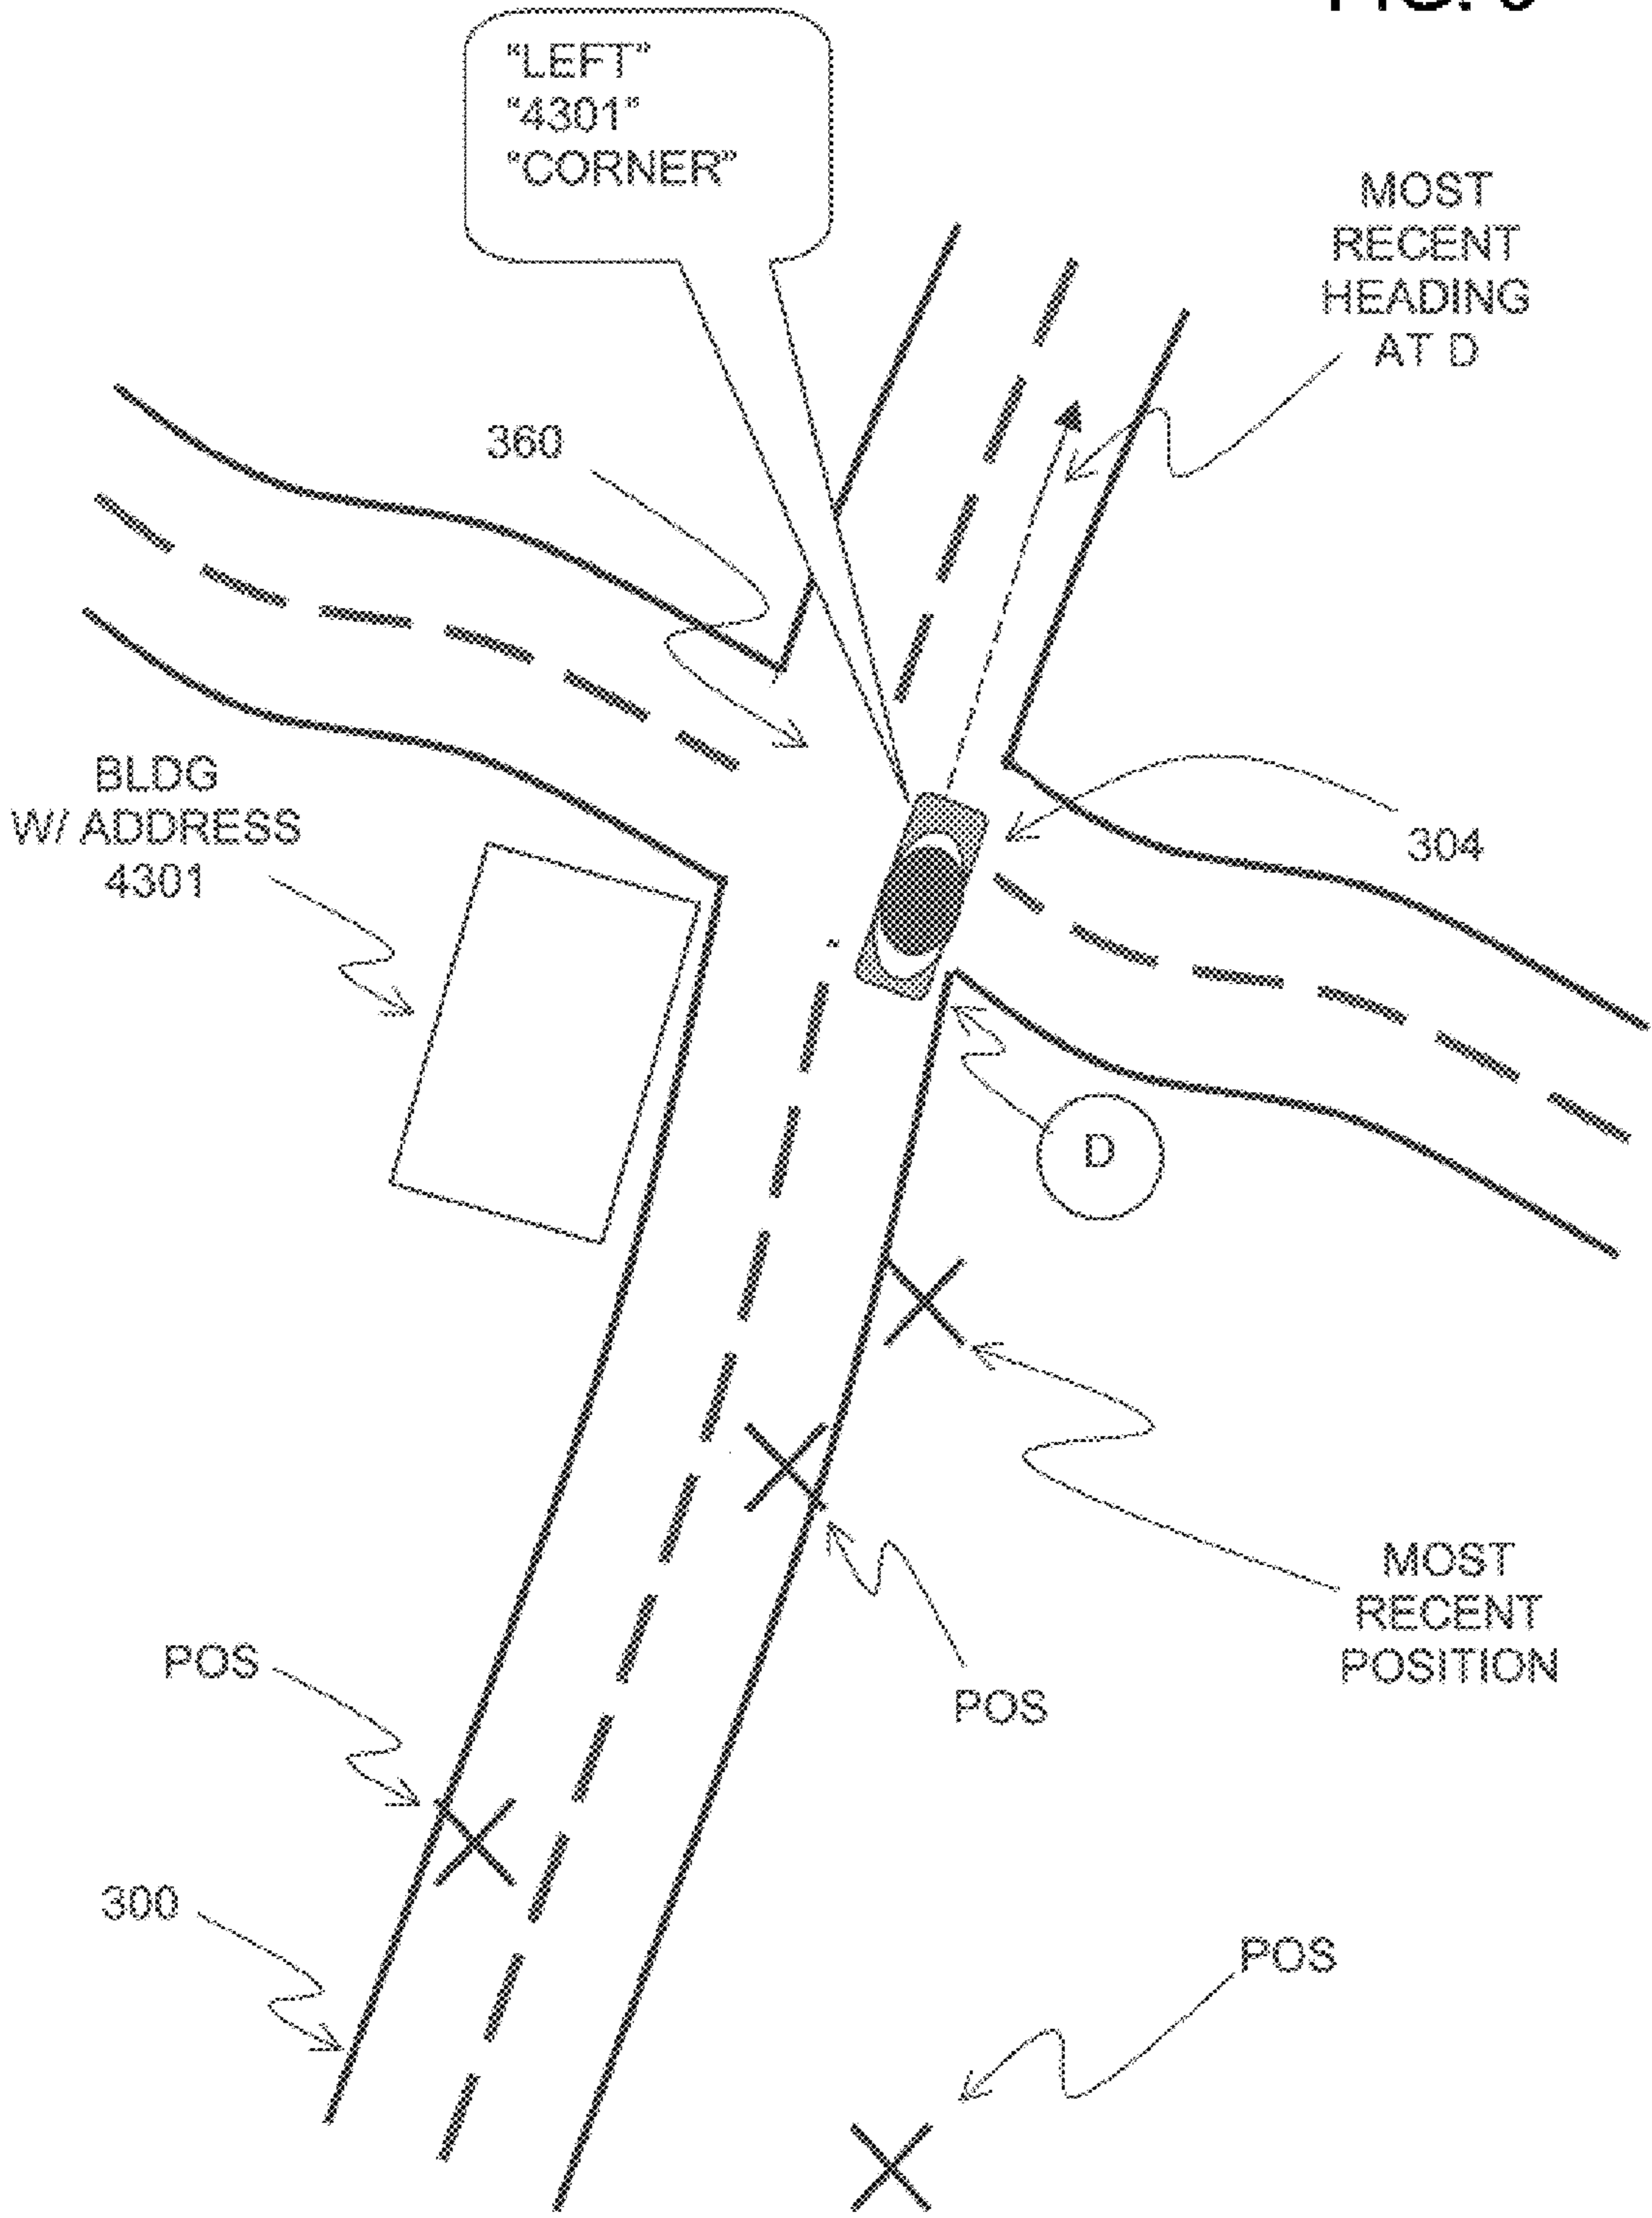 "LEFT"
"4301"
"CORNER"
MOST
RECENT
HEADING
AT D
360
BLDG
W/ ADDRESS
4301
304
D
MOST
RECENT
POSITION
POS
POS
300
POS